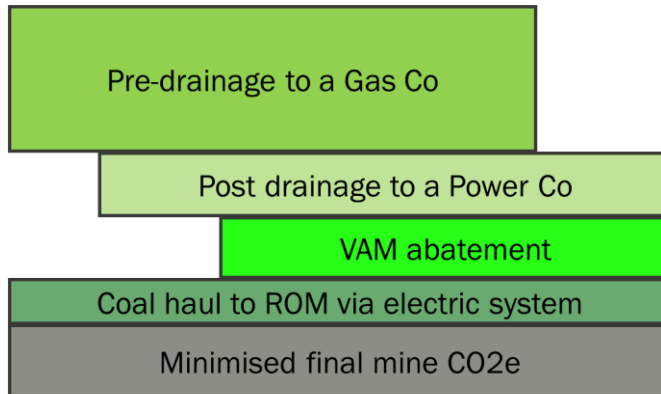 Pre-drainage to a Gas Co
Post drainage to a Power Co
VAM abatement
Coal haul to ROM via electric system
Minimised final mine CO2e